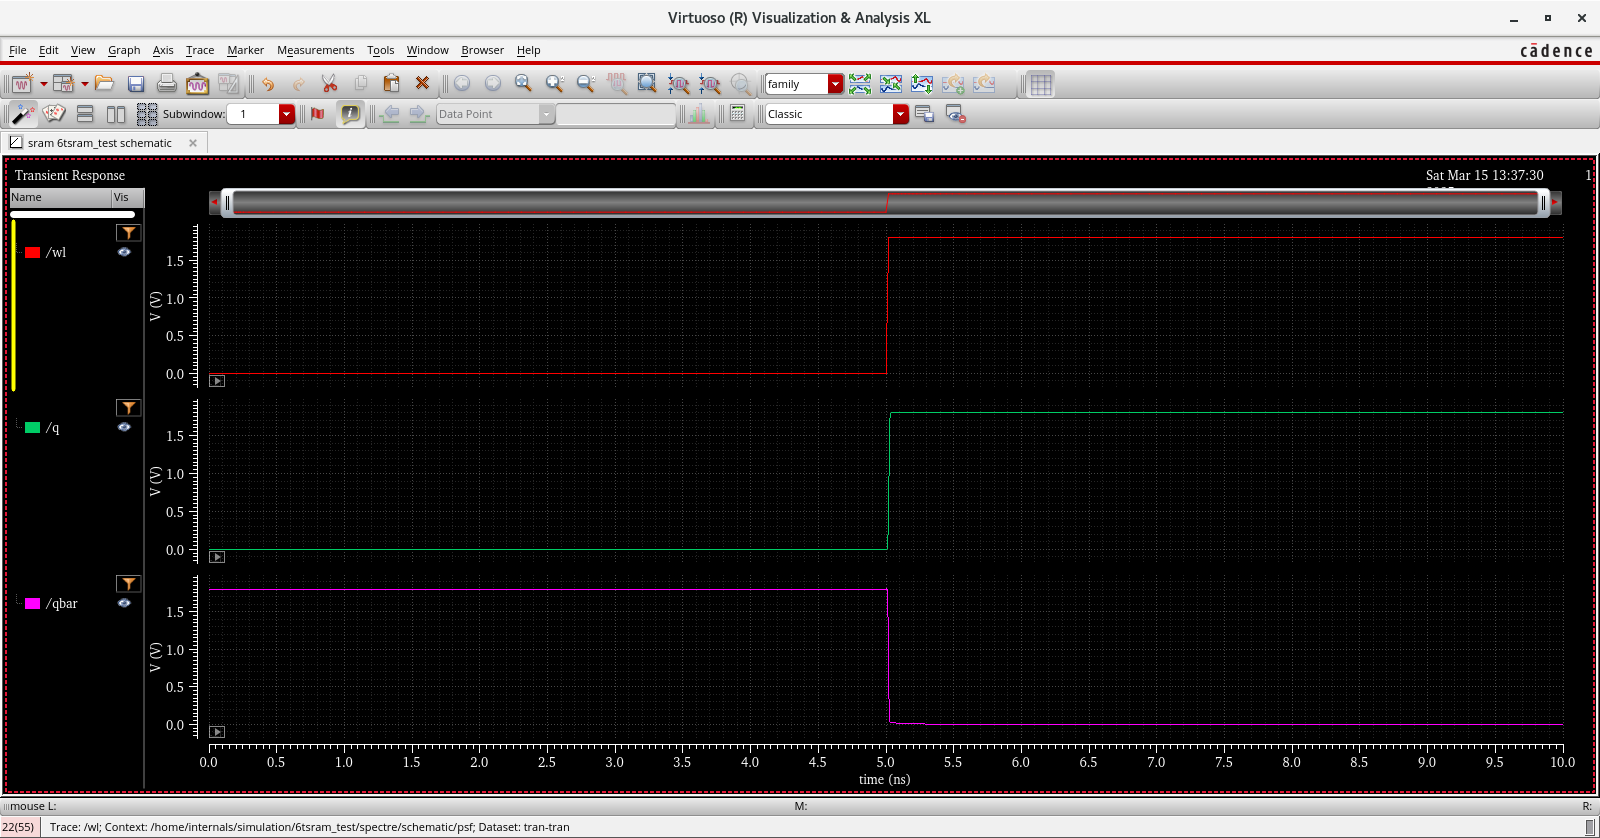 Virtuoso (R) Visualization & Analysis XL
File Edit View Graph Axis Trace Marker Measurements Tools Window Browser Help
cādence
family
Subwindow: 1
Data Point
Classic
sram 6tsram_test schematic
Transient Response
Sat Mar 15 13:37:30
1
Name Vis
/wl
1.5
1.0
0.5
0.0
V (V)
/q
1.5
1.0
0.5
0.0
V (V)
/qbar
1.5
1.0
0.5
0.0
V (V)
0.0 0.5 1.0 1.5 2.0 2.5 3.0 3.5 4.0 4.5 5.0 5.5 6.0 6.5 7.0 7.5 8.0 8.5 9.0 9.5 10.0
time (ns)
mouse L: M: R:
22(55) Trace: /wl; Context: /home/internals/simulation/6tsram_test/spectre/schematic/psf; Dataset: tran-tran